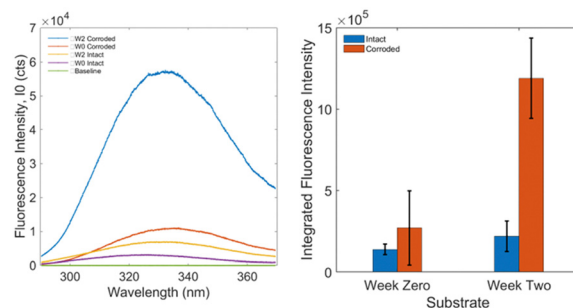 ×10⁴
7
6
5
4
3
2
1
0
Fluorescence Intensity, I0 (cts)
□W2 Corroded
□W0 Corroded
□W2 Intact
□W0 Intact
□Baseline
300
320
340
360
Wavelength (nm)
×10⁵
15
10
5
0
Integrated Fluorescence Intensity
Intact
Corroded
Week Zero
Week Two
Substrate